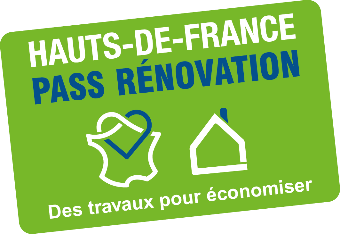 HAUTS-DE-FRANCE
PASS RÉNOVATION
Des travaux pour économiser